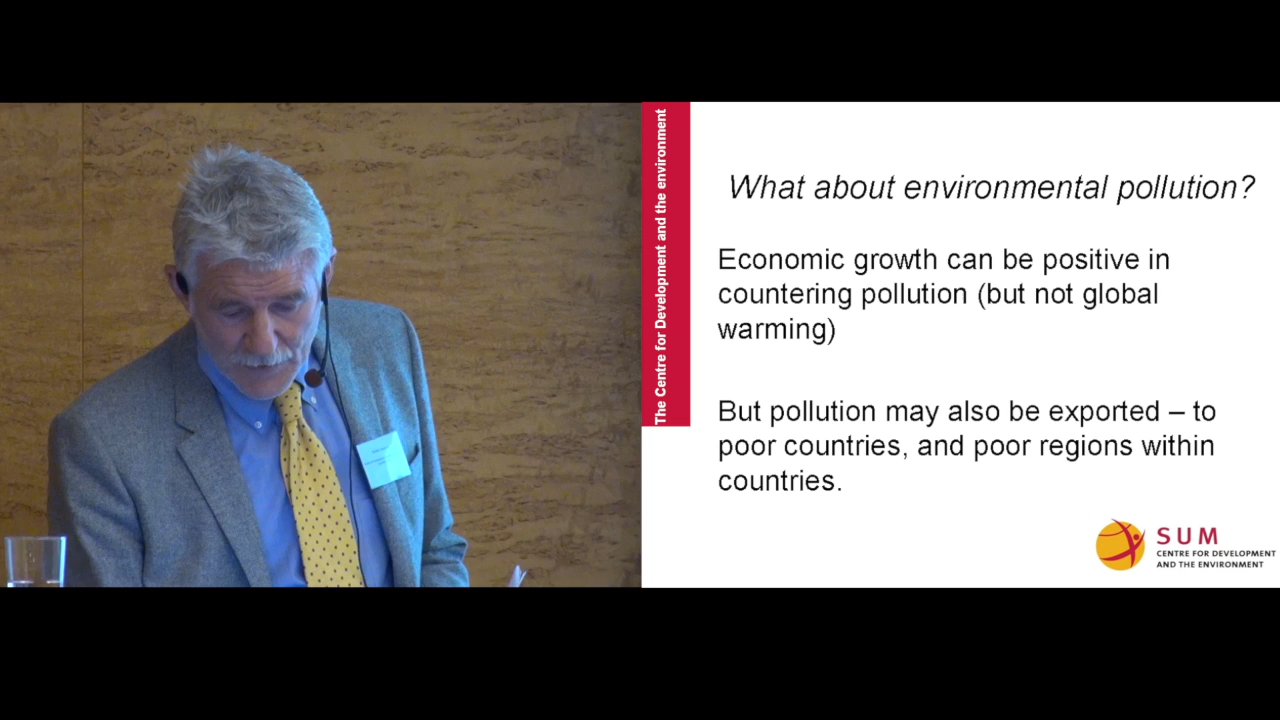 The Centre for Development and the environment
What about environmental pollution?
Economic growth can be positive in
countering pollution (but not global
warming)
But pollution may also be exported – to
poor countries, and poor regions within
countries.
SUM
CENTRE FOR DEVELOPMENT
AND THE ENVIRONMENT